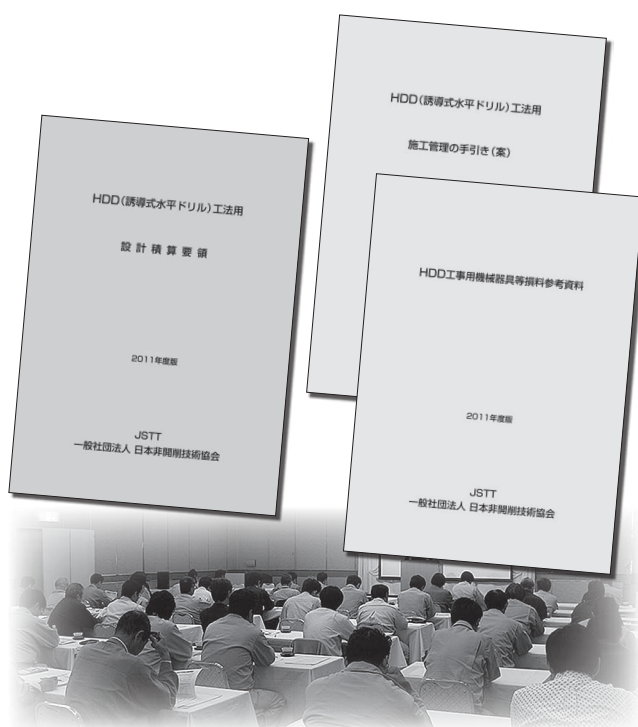 HDD(誘導式水平ドリル)工法用
設計積算要領
2011年度版
JSTT
一般社団法人 日本非開削技術協会
HDD(誘導式水平ドリル)工法用
施工管理の手引き(案)
HDD工事用機械器具等損料参考資料
2011年度版
JSTT
一般社団法人 日本非開削技術協会